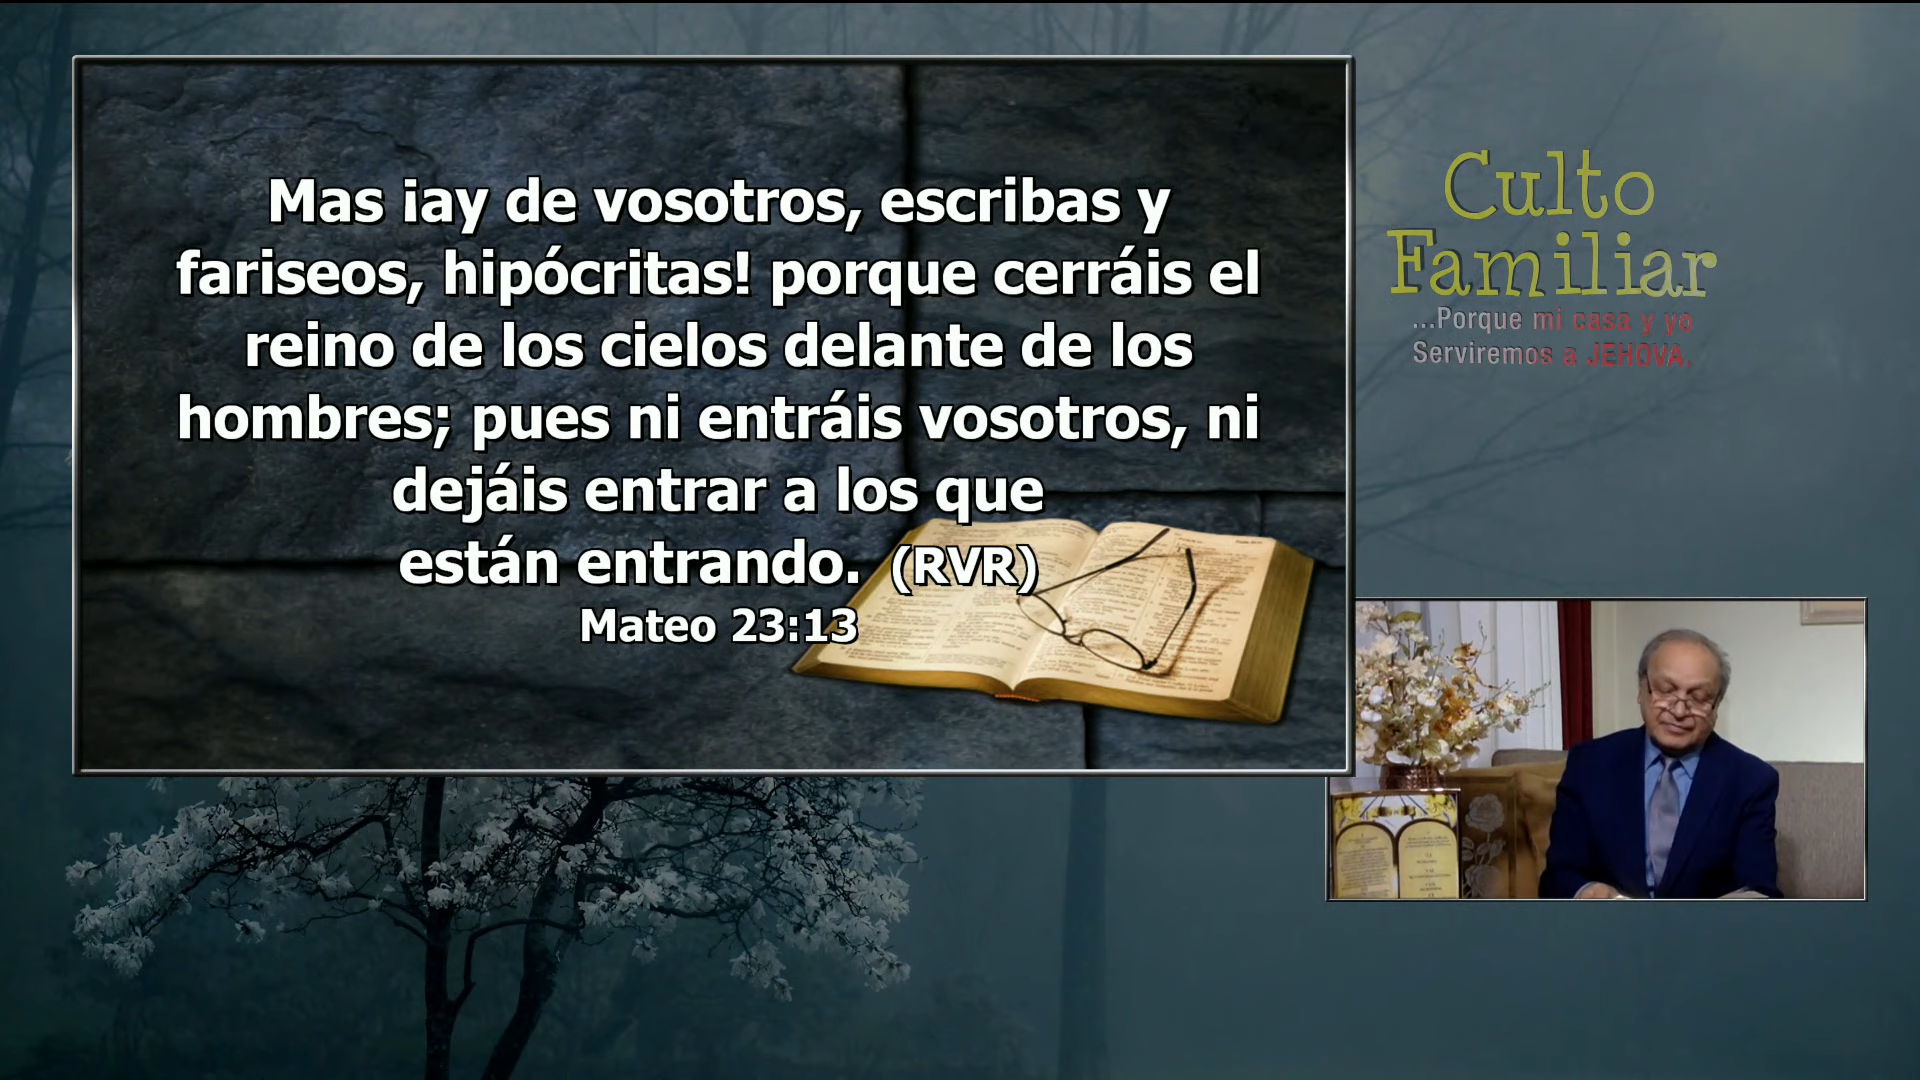 Mas ¡ay de vosotros, escribas y
fariseos, hipócritas! porque cerráis el
reino de los cielos delante de los
hombres; pues ni entráis vosotros, ni
dejáis entrar a los que
están entrando. (RVR)
Mateo 23:13
Culto
Familiar
...Porque mi casa y yo
Serviremos a JEHOVA.